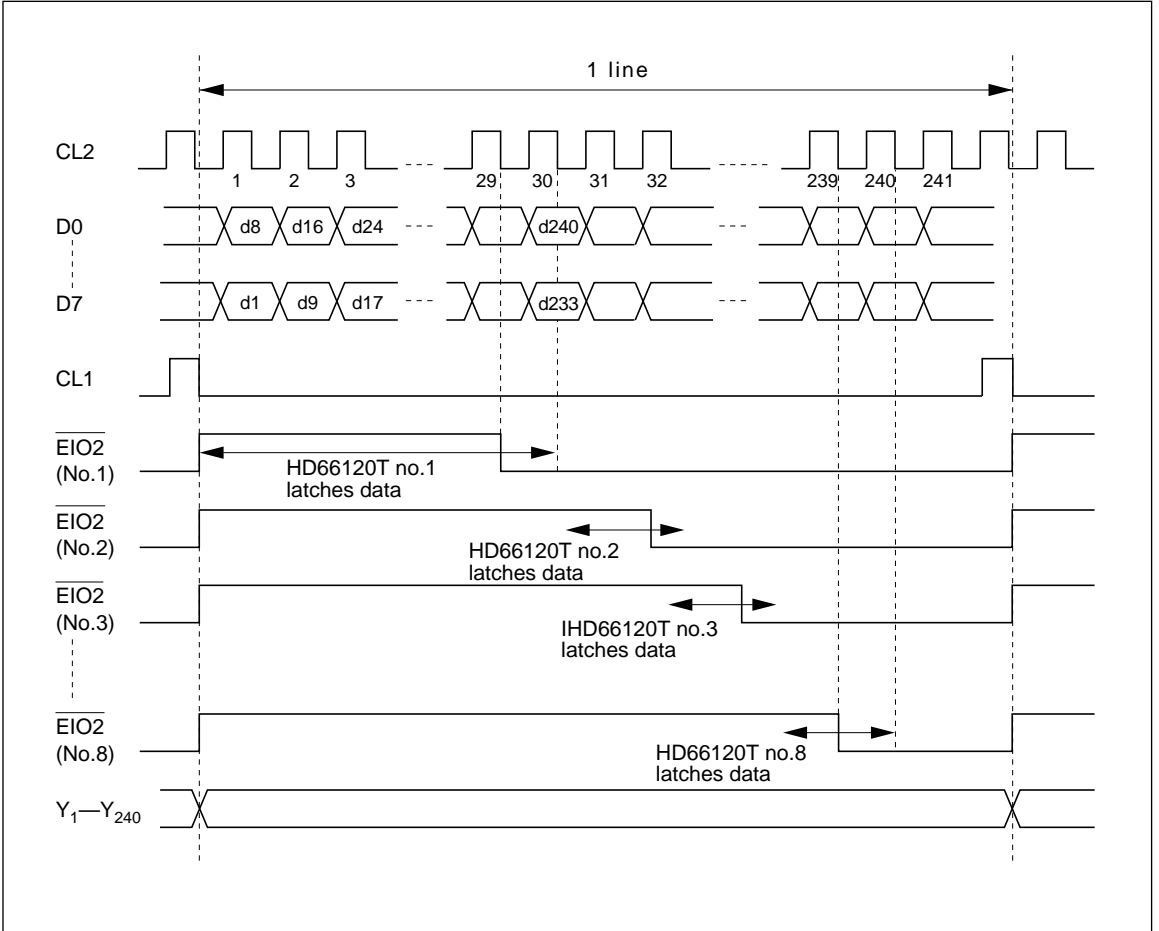 1 line
CL2
1 2 3 29 30 31 32 239 240 241
D0
d8 d16 d24 d240
D7
d1 d9 d17 d233
CL1
EIO2
(No.1)
HD66120T no.1
latches data
EIO2
(No.2)
HD66120T no.2
latches data
EIO2
(No.3)
IHD66120T no.3
latches data
EIO2
(No.8)
HD66120T no.8
latches data
Y1—Y240